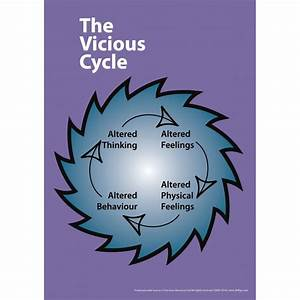 The
Vicious
Cycle
Altered
Thinking
Altered
Feelings
Altered
Behaviour
Altered
Physical
Feelings